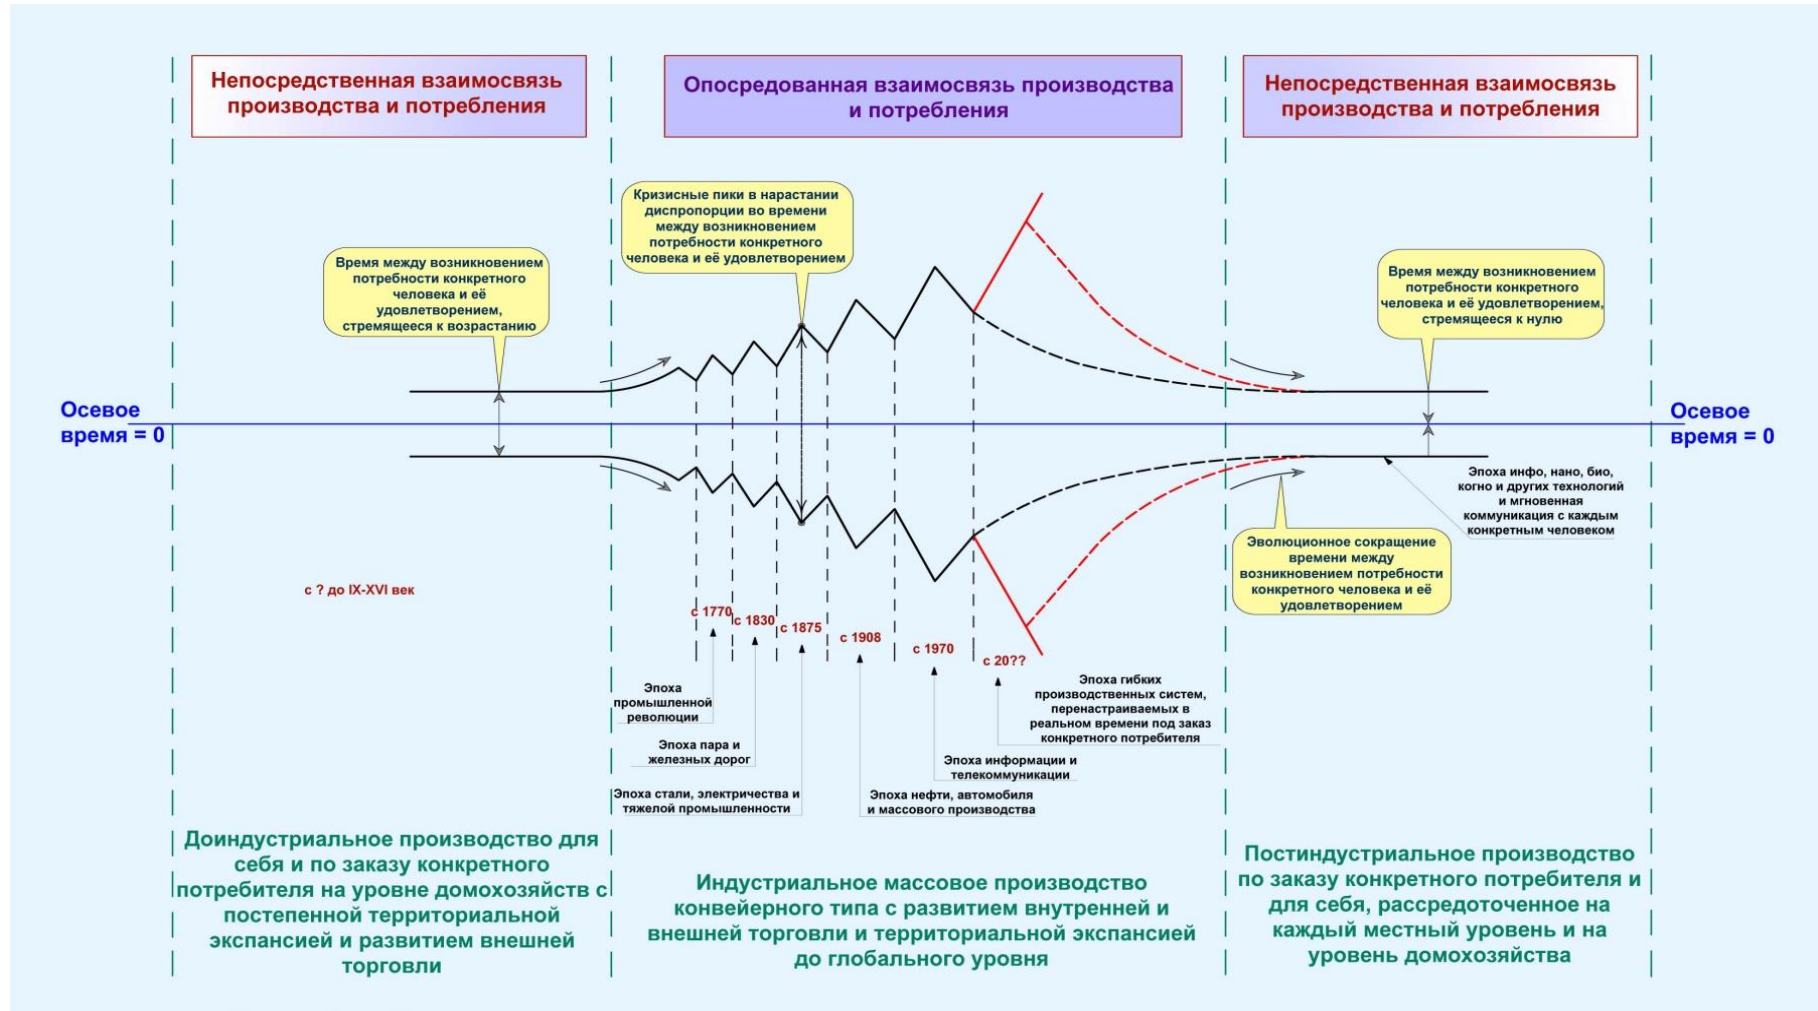 Непосредственная взаимосвязь
производства и потребления
Опосредованная взаимосвязь производства
и потребления
Непосредственная взаимосвязь
производства и потребления
Кризисные пики в нарастании
диспропорции во времени
между возникновением
потребности конкретного
человека и её удовлетворением
Время между возникновением
потребности конкретного
человека и её
удовлетворением,
стремящееся к возрастанию
Время между возникновением
потребности конкретного
человека и её удовлетворением,
стремящееся к нулю
Осевое
время = 0
Осевое
время = 0
Эпоха инфо, нано, био,
когно и других технологий
и мгновенная
коммуникация с каждым
конкретным человеком
Эволюционное сокращение
времени между
возникновением потребности
конкретного человека и её
удовлетворением
с ? до IX-XVI век
с 1770
с 1830
с 1875
с 1908
с 1970
с 20??
Эпоха
промышленной
революции
Эпоха пара и
железных дорог
Эпоха стали, электричества и
тяжелой промышленности
Эпоха нефти, автомобиля
и массового производства
Эпоха информации и
телекоммуникации
Эпоха гибких
производственных систем,
перенастраиваемых в
реальном времени под заказ
конкретного потребителя
Доиндустриальное производство для
себя и по заказу конкретного
потребителя на уровне домохозяйств с
постепенной территориальной
экспансией и развитием внешней
торговли
Индустриальное массовое производство
конвейерного типа с развитием внутренней и
внешней торговли и территориальной экспансией
до глобального уровня
Постиндустриальное производство
по заказу конкретного потребителя и
для себя, рассредоточенное на
каждый местный уровень и на
уровень домохозяйства